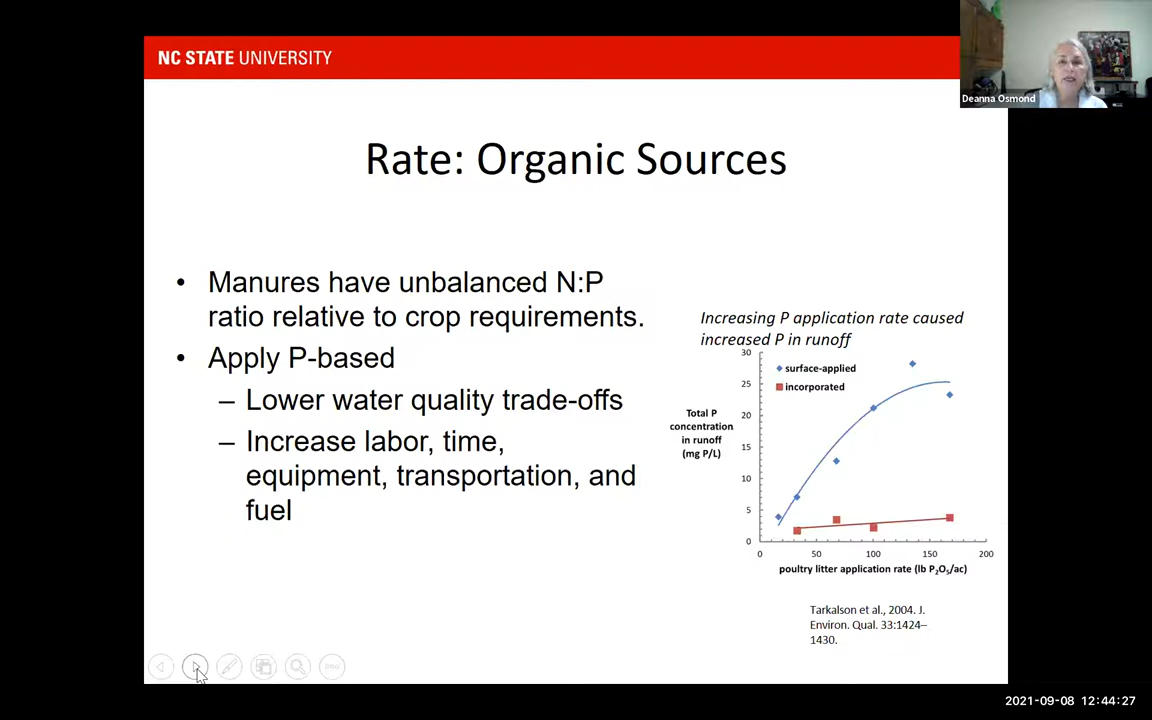 NC STATE UNIVERSITY
Deanna Osmond
Rate: Organic Sources
• Manures have unbalanced N:P
ratio relative to crop requirements.
• Apply P-based
– Lower water quality trade-offs
– Increase labor, time,
equipment, transportation, and
fuel
Increasing P application rate caused
increased P in runoff
30
25
20
15
10
5
0
surface-applied
incorporated
Total P
concentration
in runoff
(mg P/L)
0 50 100 150 200
poultry litter application rate (lb P₂O₅/ac)
Tarkalson et al., 2004. J.
Environ. Qual. 33:1424–
1430.
2021-09-08 12:44:27